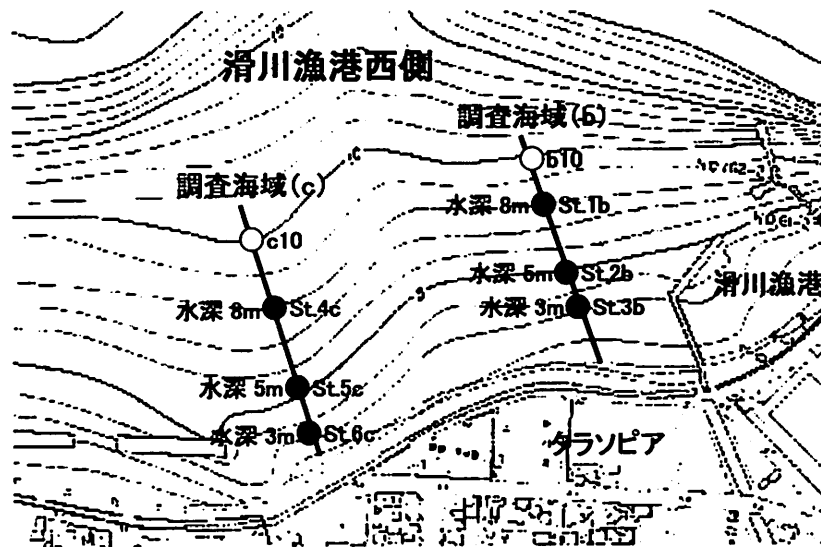 滑川漁港西側
調査海域(b)
b10
調査海域(c)
水深 8m St.1b
c10
水深 5m St.2b
滑川漁港
水深 3m St.3b
水深 8m St.4c
5
水深 5m St.5c
水深 3m St.6c
タラソピア